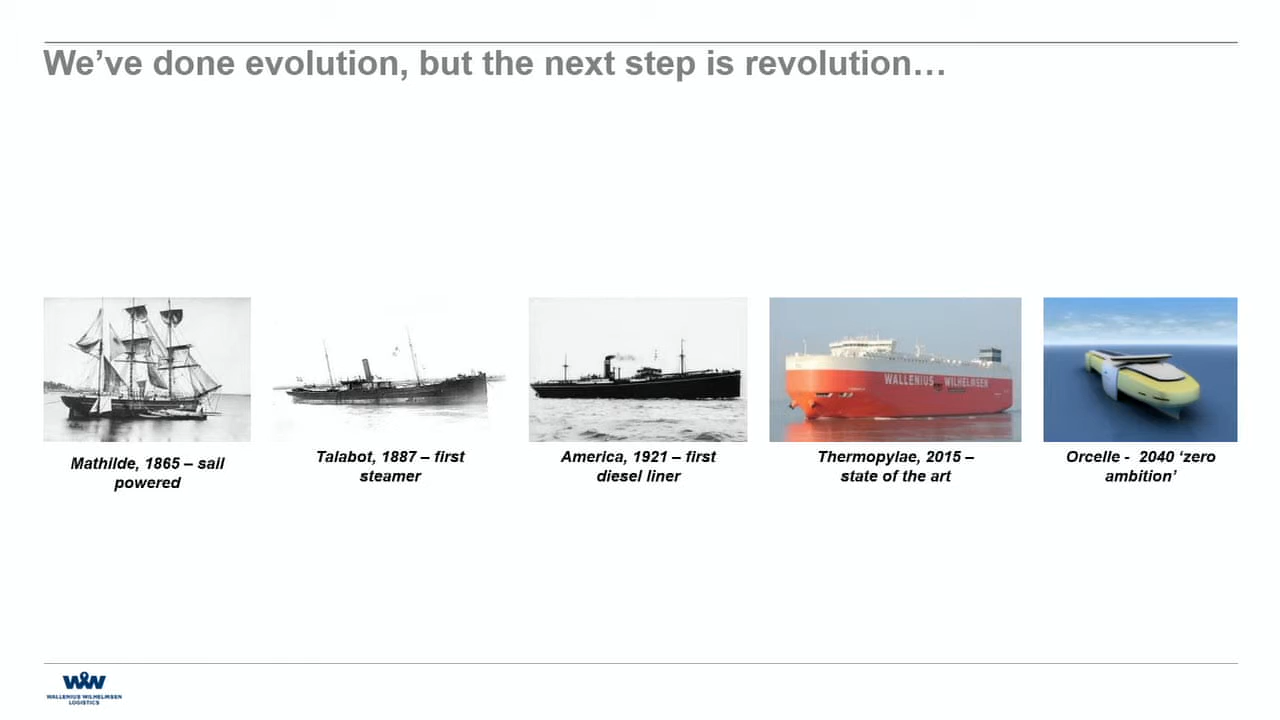 We've done evolution, but the next step is revolution…
WALLENIUS WILHELMSEN
Mathilde, 1865 – sail
powered
Talabot, 1887 – first
steamer
America, 1921 – first
diesel liner
Thermopylae, 2015 –
state of the art
Orcelle - 2040 ‘zero
ambition’
WW
WALLENIUS WILHELMSEN
LOGISTICS